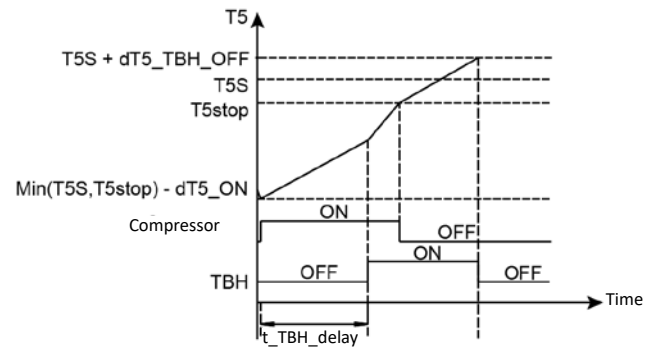 T5
T5S + dT5_TBH_OFF
T5S
T5stop
Min(T5S,T5stop) - dT5_ON
Compressor
ON
OFF
TBH
OFF
ON
OFF
Time
t_TBH_delay